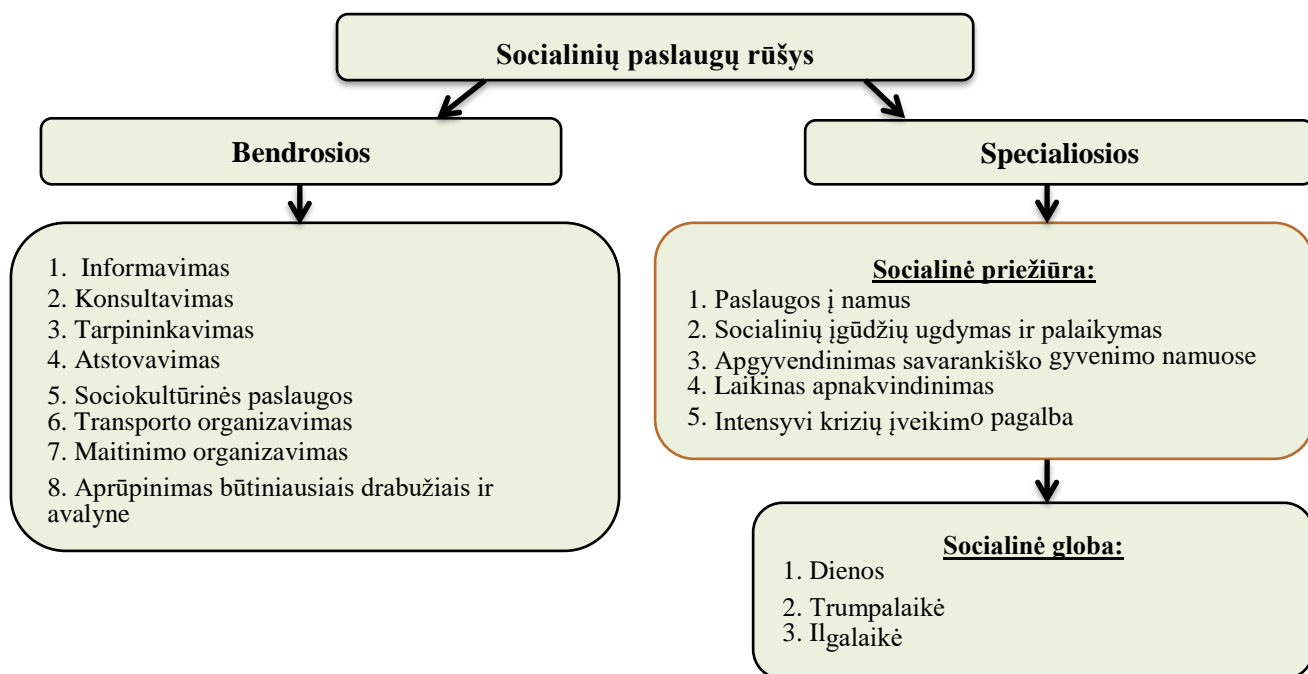 Socialinių paslaugų rūšys
Bendrosios
Specialiosios
1. Informavimas
2. Konsultavimas
3. Tarpininkavimas
4. Atstovavimas
5. Sociokultūrinės paslaugos
6. Transporto organizavimas
7. Maitinimo organizavimas
8. Aprūpinimas būtiniausiais drabužiais ir
avalyne
Socialinė priežiūra:
1. Paslaugos į namus
2. Socialinių įgūdžių ugdymas ir palaikymas
3. Apgyvendinimas savarankiško gyvenimo namuose
4. Laikinas apnakvindinimas
5. Intensyvi krizių įveikimo pagalba
Socialinė globa:
1. Dienos
2. Trumpalaikė
3. Ilgalaikė